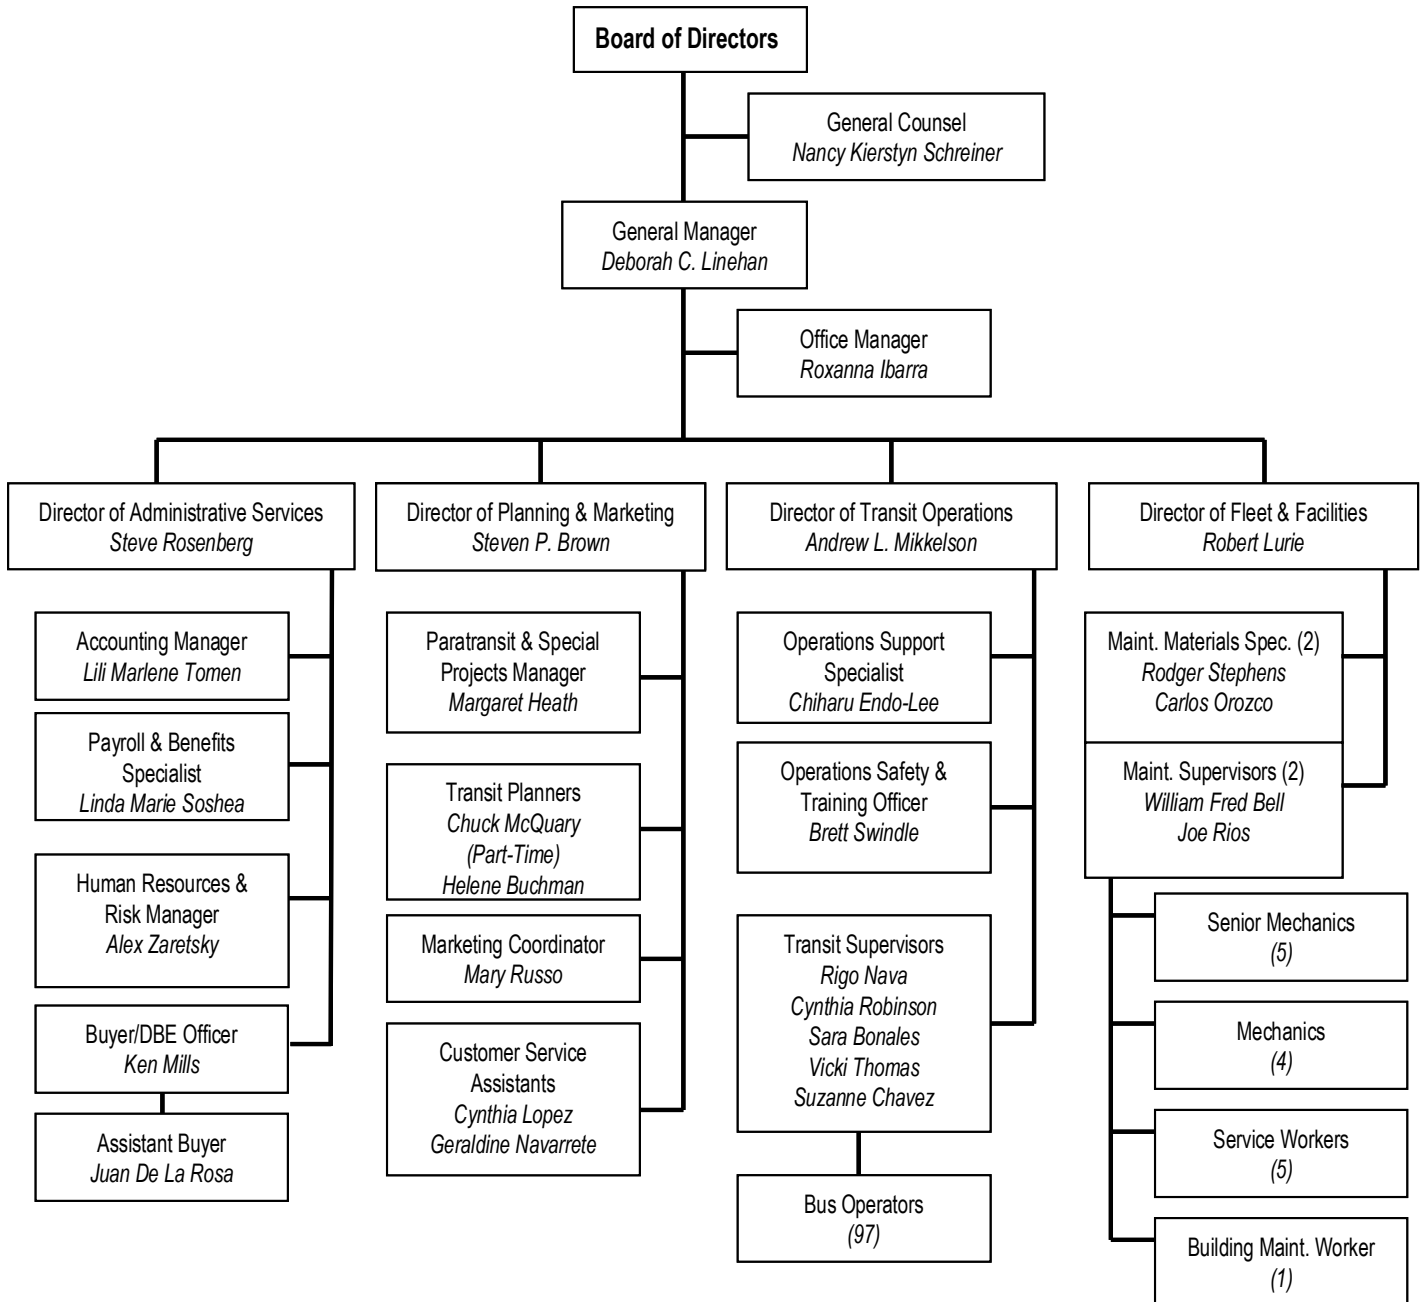 Board of Directors
General Counsel
Nancy Kierstyn Schreiner
General Manager
Deborah C. Linehan
Office Manager
Roxanna Ibarra
Director of Administrative Services
Steve Rosenberg
Accounting Manager
Lili Marlene Tomen
Payroll & Benefits
Specialist
Linda Marie Soshea
Human Resources &
Risk Manager
Alex Zaretsky
Buyer/DBE Officer
Ken Mills
Assistant Buyer
Juan De La Rosa
Director of Planning & Marketing
Steven P. Brown
Paratransit & Special
Projects Manager
Margaret Heath
Transit Planners
Chuck McQuary
(Part-Time)
Helene Buchman
Marketing Coordinator
Mary Russo
Customer Service
Assistants
Cynthia Lopez
Geraldine Navarrete
Director of Transit Operations
Andrew L. Mikkelson
Operations Support
Specialist
Chiharu Endo-Lee
Operations Safety &
Training Officer
Brett Swindle
Transit Supervisors
Rigo Nava
Cynthia Robinson
Sara Bonales
Vicki Thomas
Suzanne Chavez
Bus Operators
(97)
Director of Fleet & Facilities
Robert Lurie
Maint. Materials Spec. (2)
Rodger Stephens
Carlos Orozco
Maint. Supervisors (2)
William Fred Bell
Joe Rios
Senior Mechanics
(5)
Mechanics
(4)
Service Workers
(5)
Building Maint. Worker
(1)